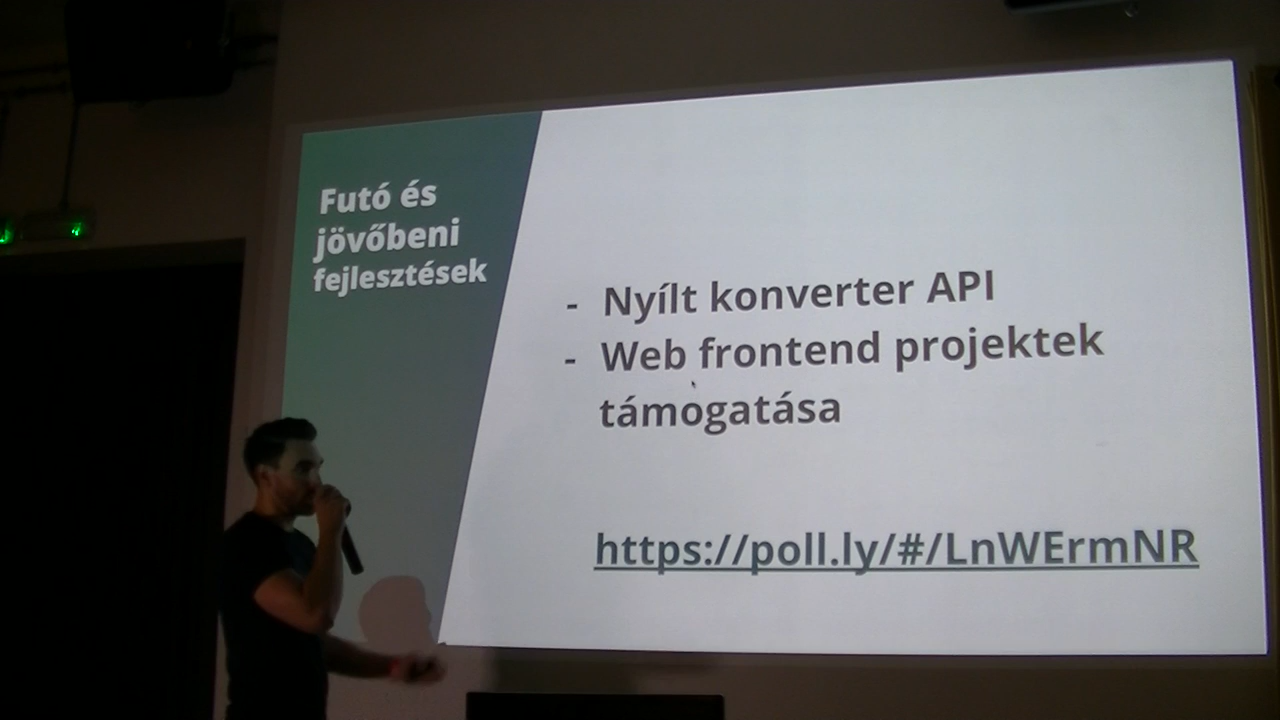 Futó és
jövőbeni
fejlesztések
- Nyílt konverter API
- Web frontend projektek
támogatása
https://poll.ly/#/LnWErmNR